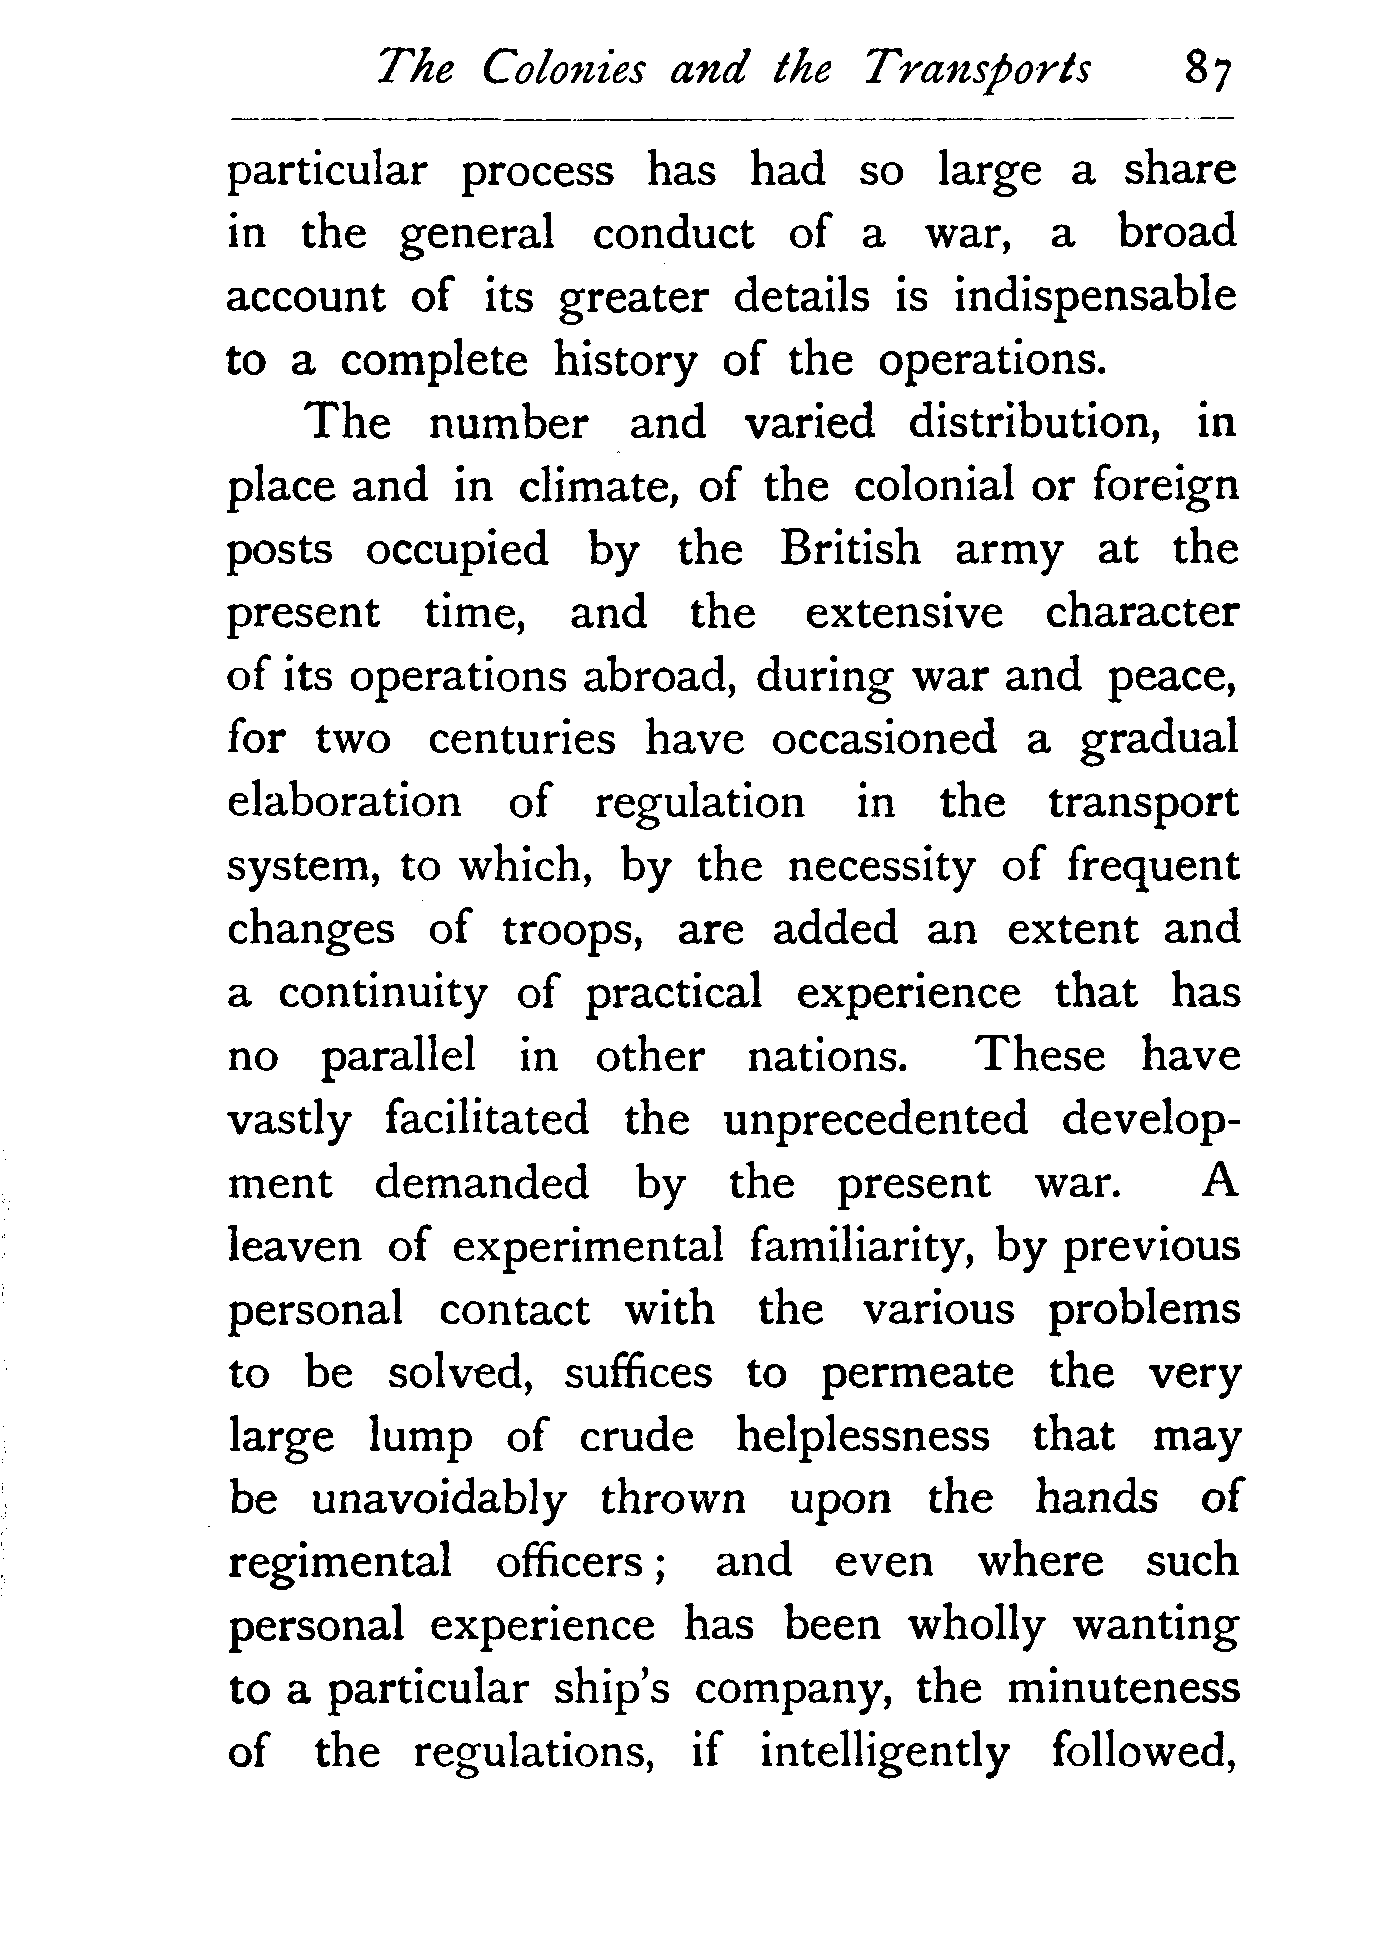 The Colonies and the Transports 87
particular process has had so large a share
in the general conduct of a war, a broad
account of its greater details is indispensable
to a complete history of the operations.
The number and varied distribution, in
place and in climate, of the colonial or foreign
posts occupied by the British army at the
present time, and the extensive character
of its operations abroad, during war and peace,
for two centuries have occasioned a gradual
elaboration of regulation in the transport
system, to which, by the necessity of frequent
changes of troops, are added an extent and
a continuity of practical experience that has
no parallel in other nations. These have
vastly facilitated the unprecedented develop-
ment demanded by the present war. A
leaven of experimental familiarity, by previous
personal contact with the various problems
to be solved, suffices to permeate the very
large lump of crude helplessness that may
be unavoidably thrown upon the hands of
regimental officers ; and even where such
personal experience has been wholly wanting
to a particular ship's company, the minuteness
of the regulations, if intelligently followed,